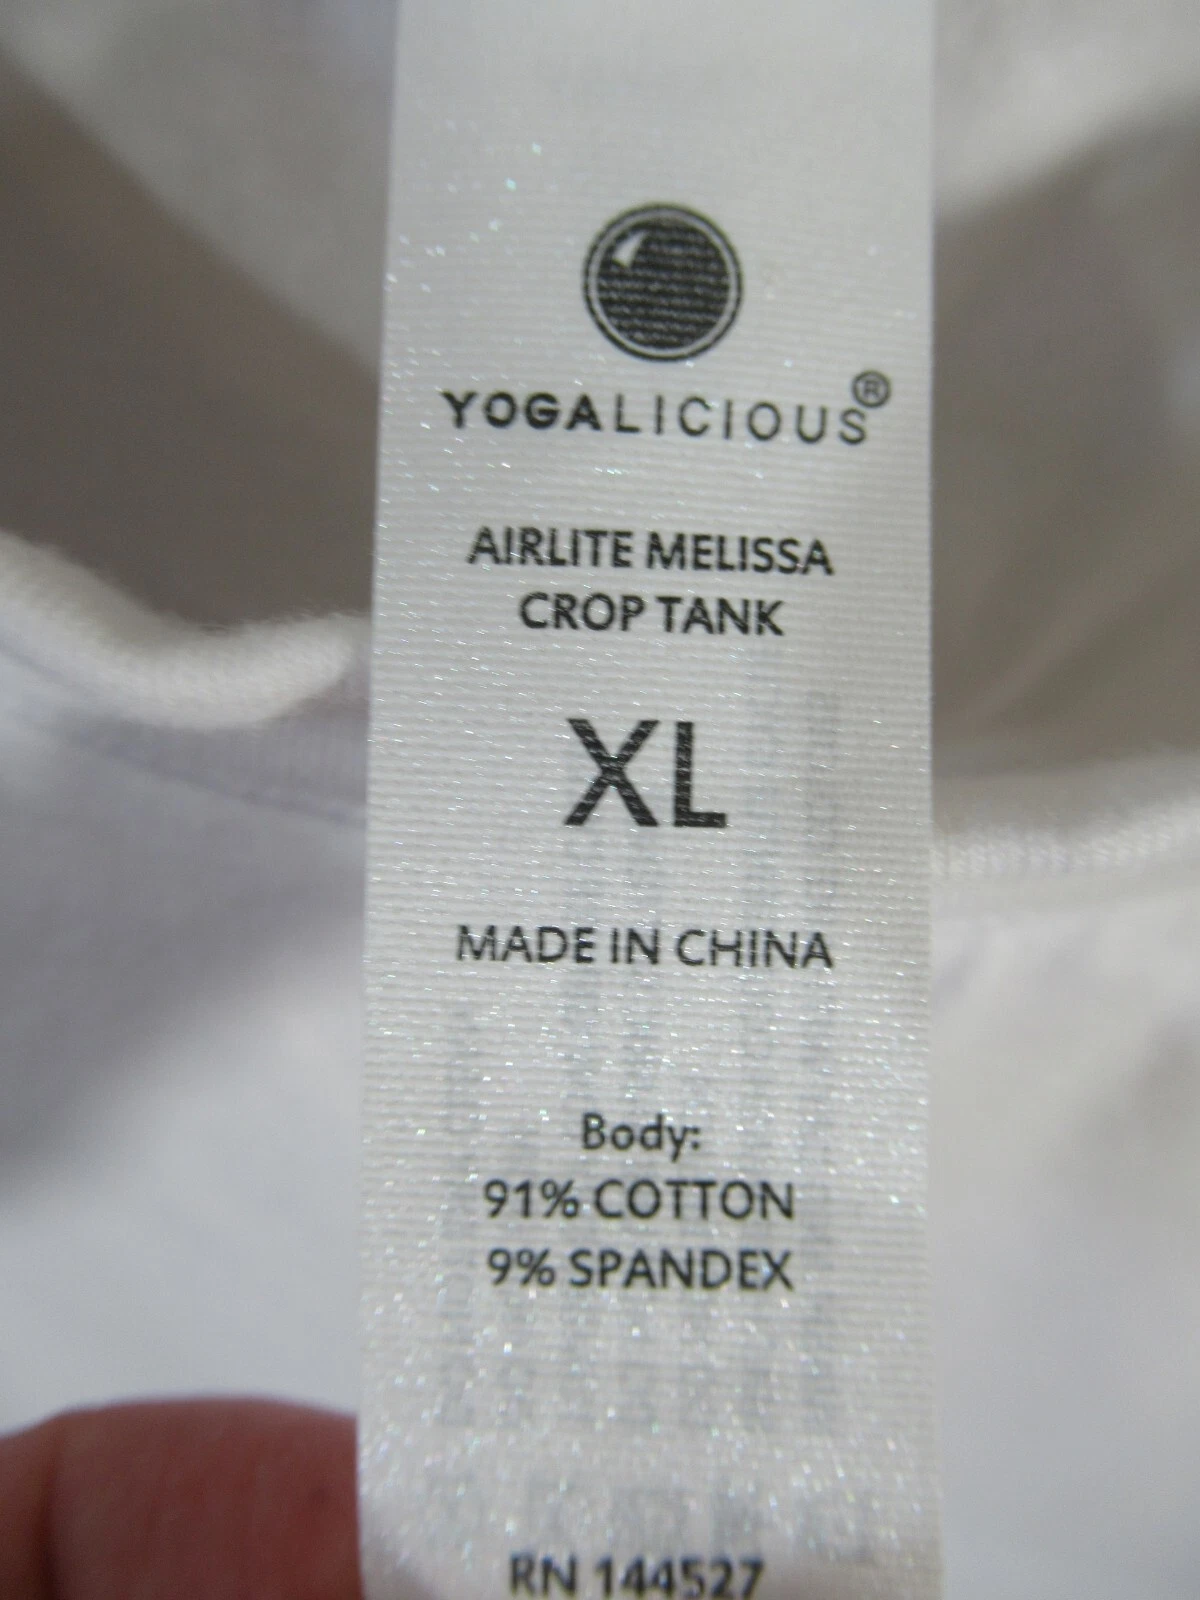 YOGALICIOUS®
AIRLITE MELISSA
CROP TANK
XL
MADE IN CHINA
Body:
91% COTTON
9% SPANDEX
RN 144527